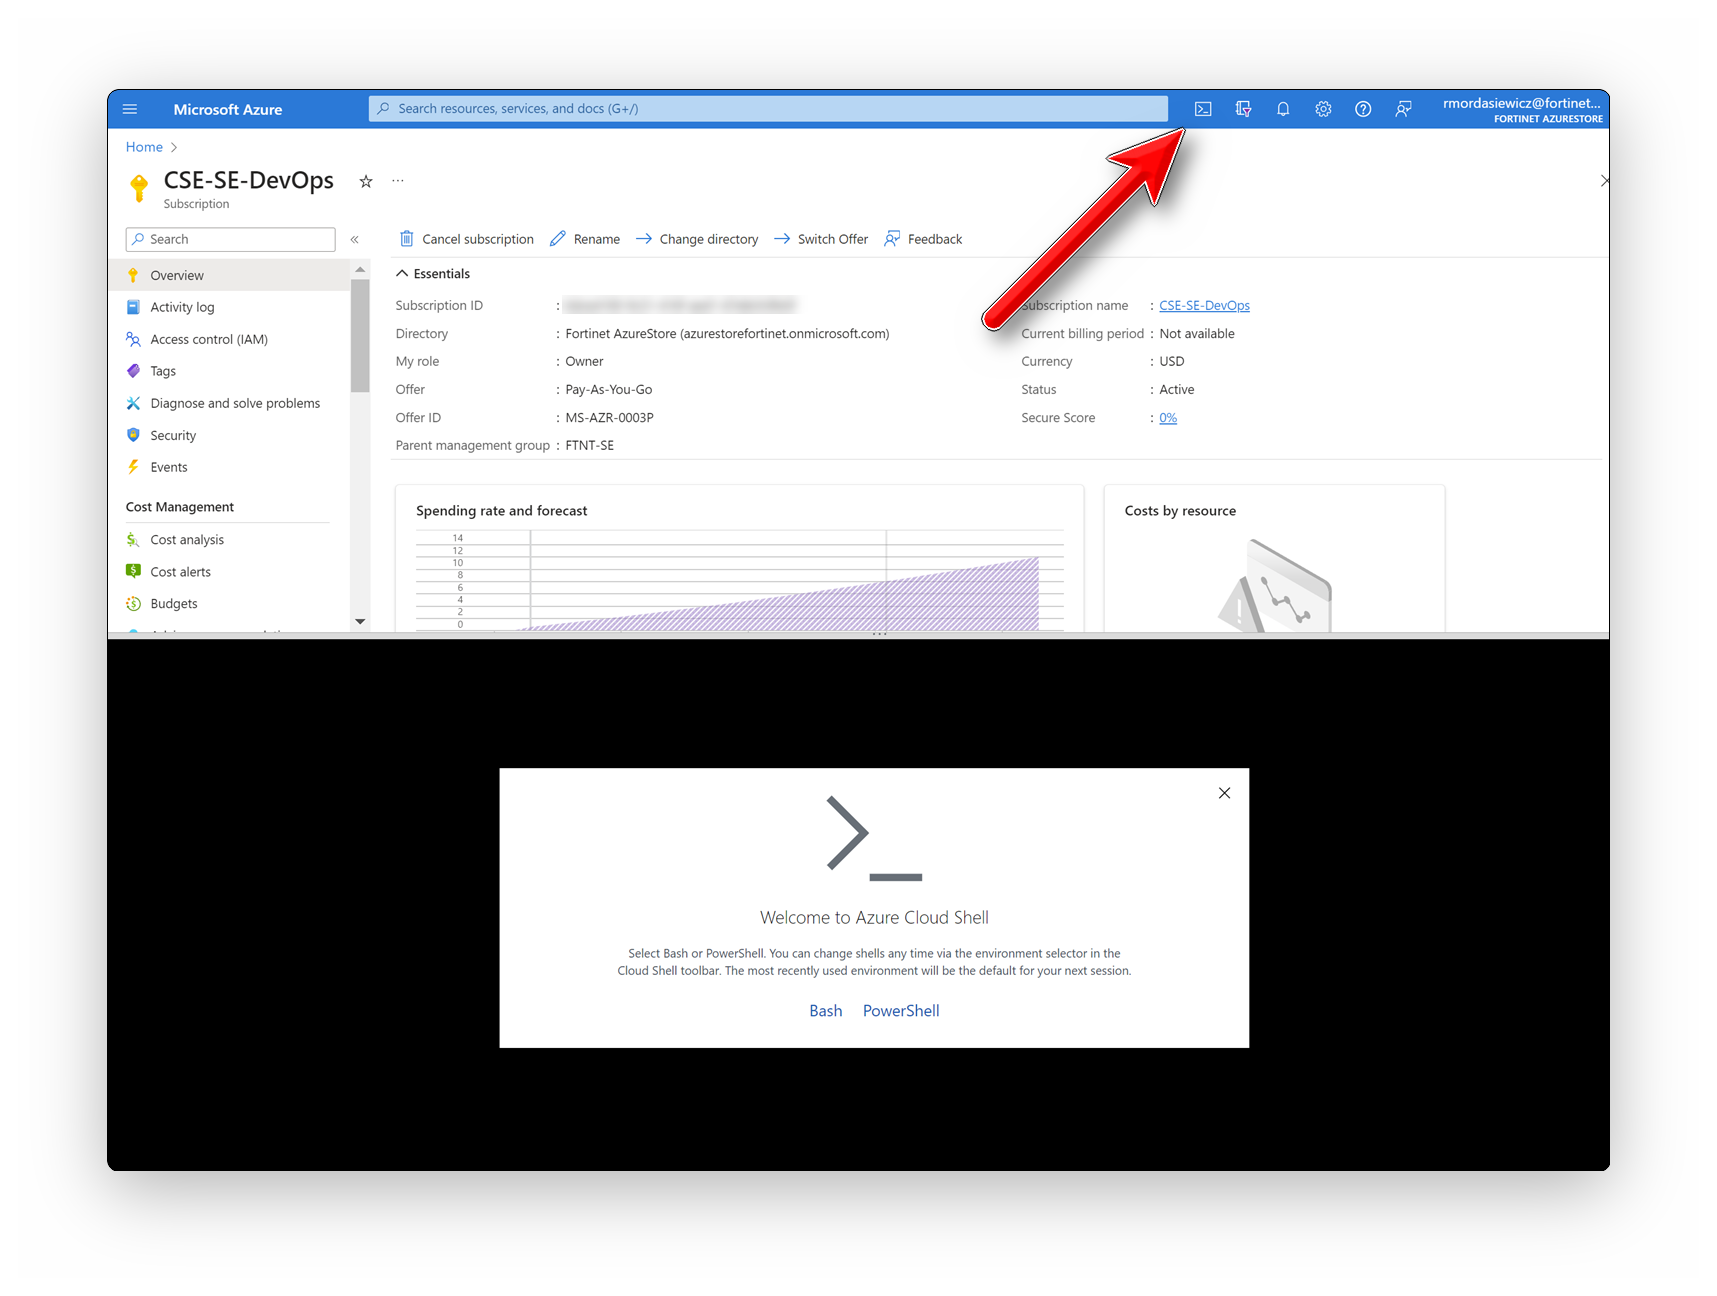 Microsoft Azure
Search resources, services, and docs (G+/)
rmordasiewicz@fortinet...
FORTINET AZURESTORE
Home >
CSE-SE-DevOps
...
Subscription
Search
«
Cancel subscription
Rename
Change directory
Switch Offer
Feedback
Overview
Activity log
Access control (IAM)
Tags
Diagnose and solve problems
Security
Events
Cost Management
Cost analysis
Cost alerts
Budgets
Essentials
Subscription ID :
Directory : Fortinet AzureStore (azurestorefortinet.onmicrosoft.com)
My role : Owner
Offer : Pay-As-You-Go
Offer ID : MS-AZR-0003P
Parent management group : FTNT-SE
Subscription name : CSE-SE-DevOps
Current billing period : Not available
Currency : USD
Status : Active
Secure Score : 0%
Spending rate and forecast
14
12
10
8
6
4
2
0
Costs by resource
Welcome to Azure Cloud Shell
Select Bash or PowerShell. You can change shells any time via the environment selector in the
Cloud Shell toolbar. The most recently used environment will be the default for your next session.
Bash PowerShell